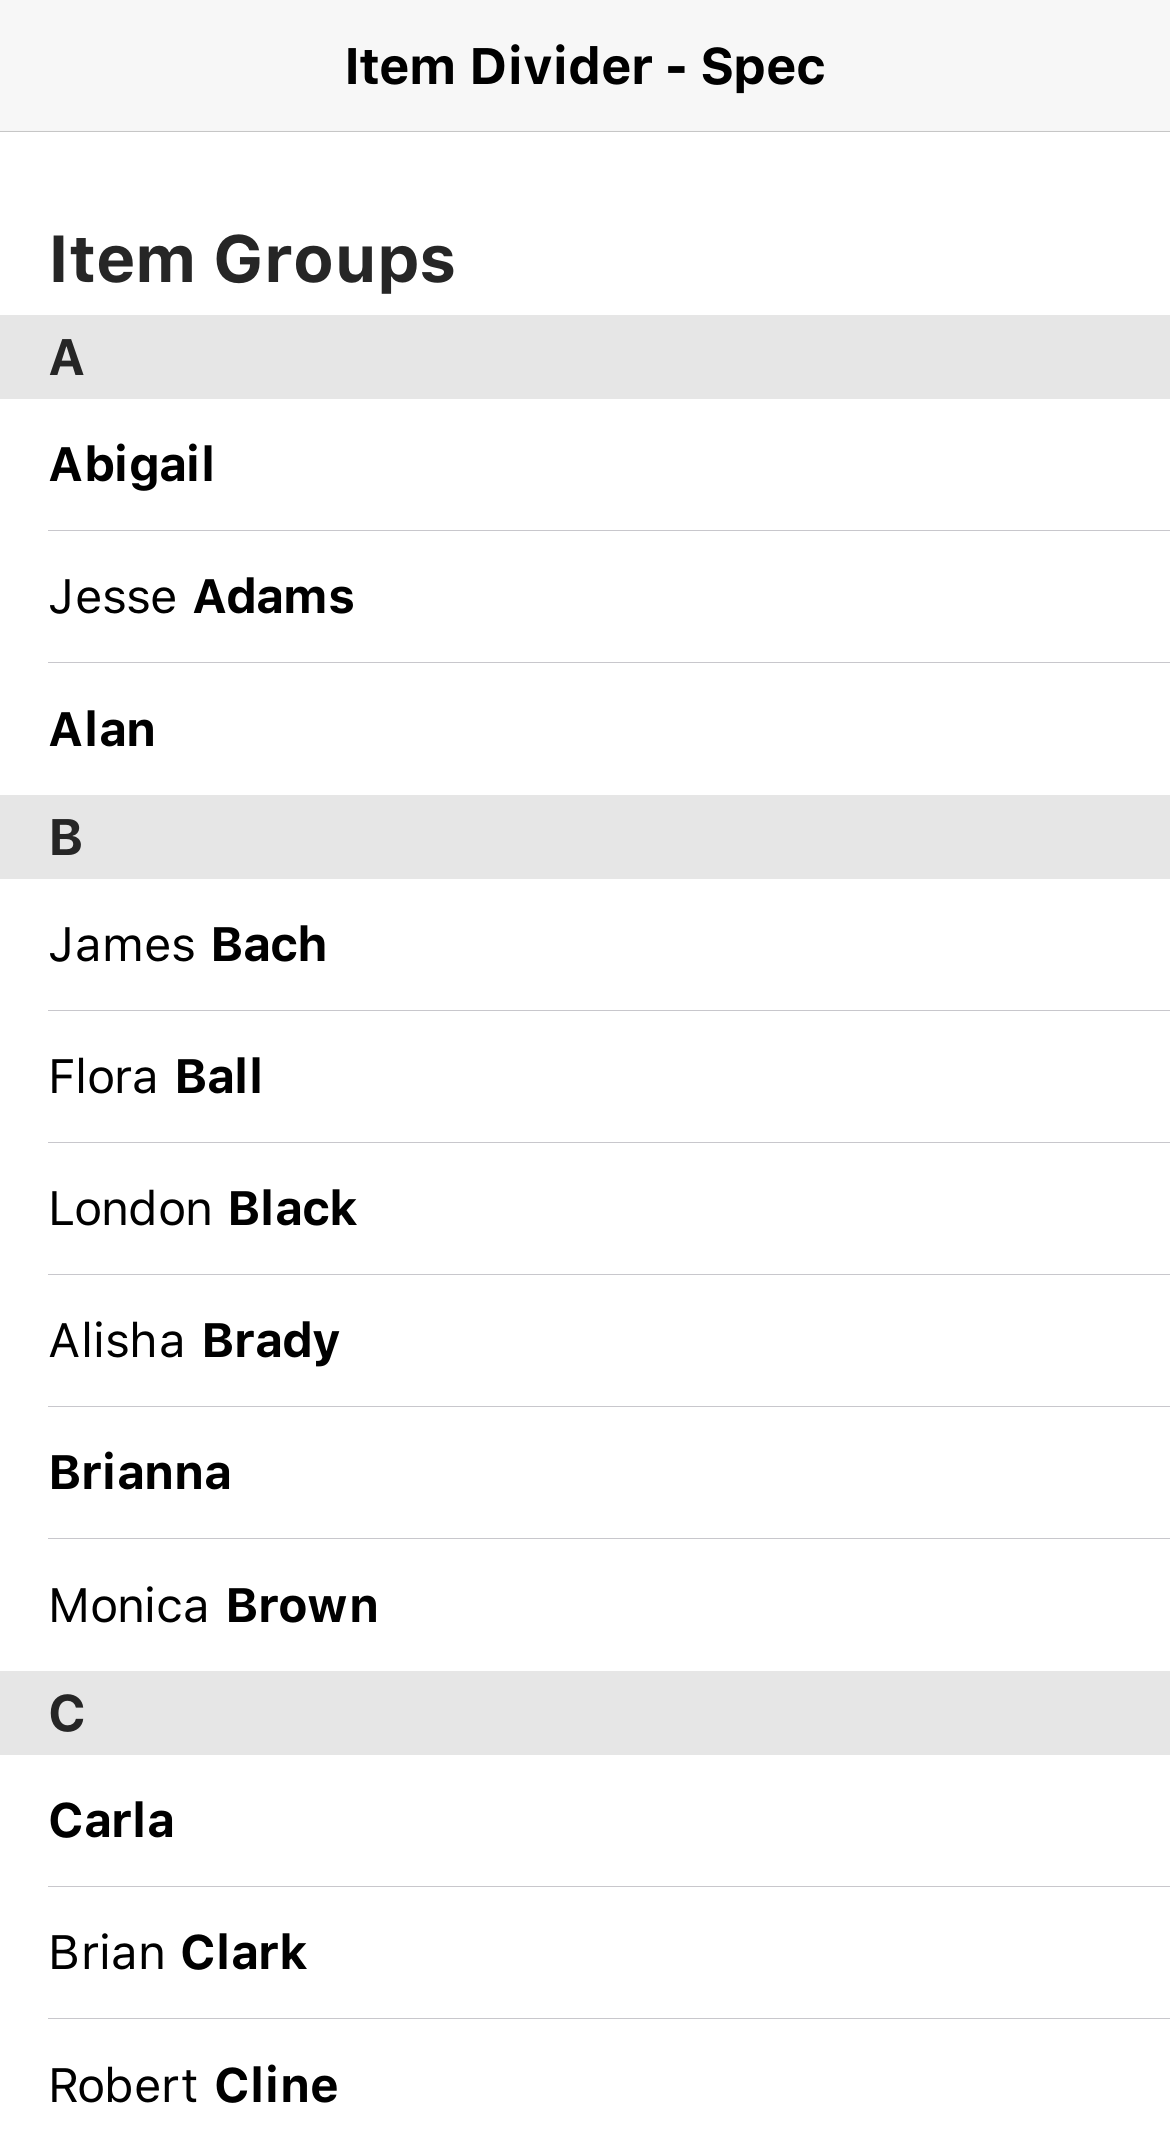 Item Divider - Spec
Item Groups
A
Abigail
Jesse Adams
Alan
B
James Bach
Flora Ball
London Black
Alisha Brady
Brianna
Monica Brown
C
Carla
Brian Clark
Robert Cline